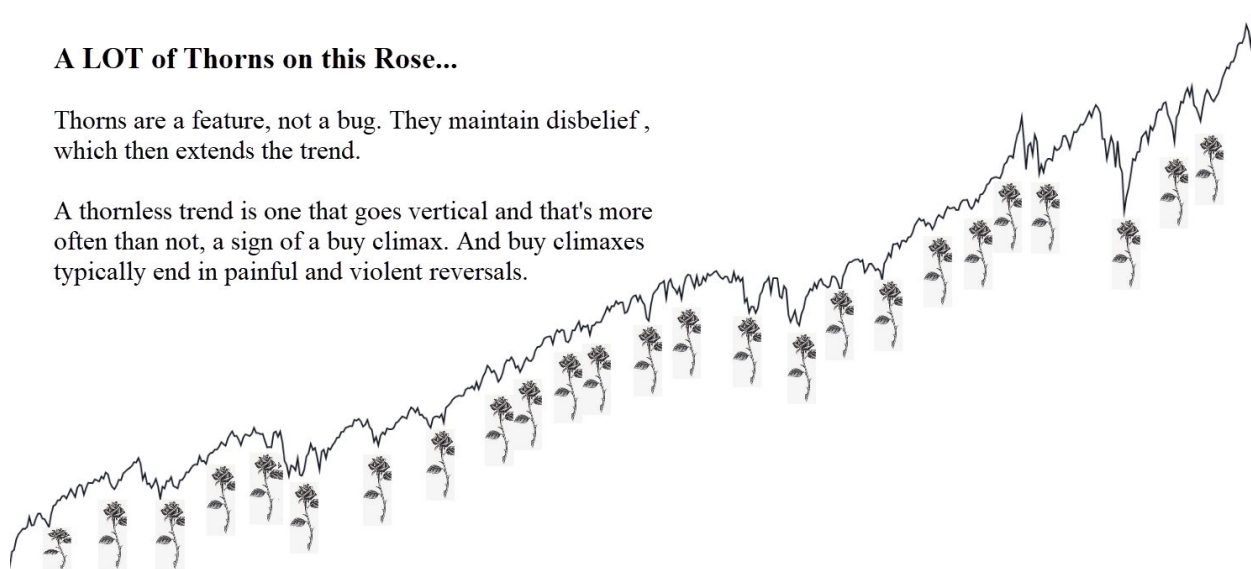 A LOT of Thorns on this Rose...
Thorns are a feature, not a bug. They maintain disbelief ,
which then extends the trend.
A thornless trend is one that goes vertical and that's more
often than not, a sign of a buy climax. And buy climaxes
typically end in painful and violent reversals.